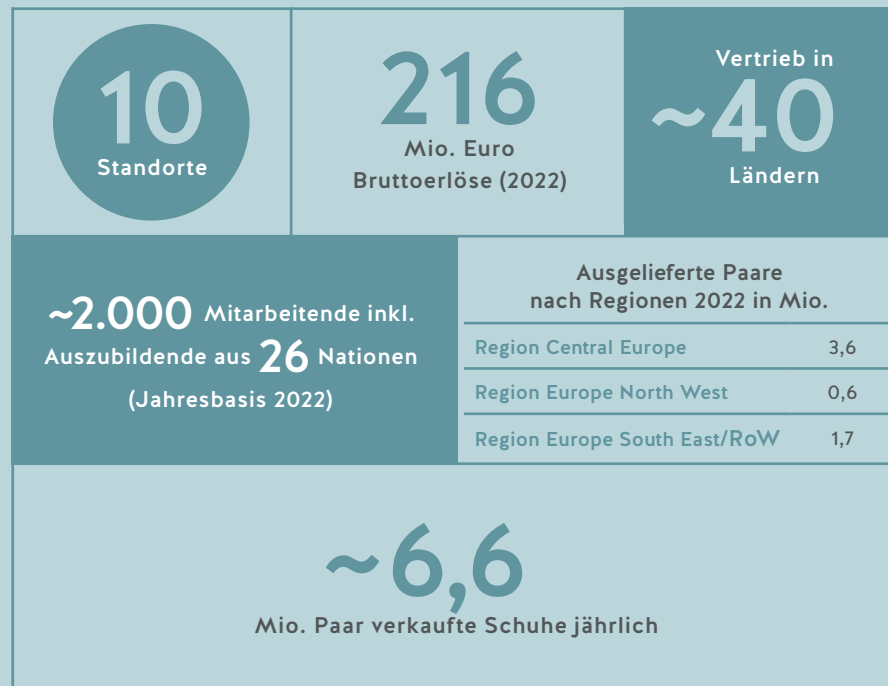 10
Standorte
216
Mio. Euro
Bruttoerlöse (2022)
Vertrieb in
~40
Ländern
~2.000 Mitarbeitende inkl.
Auszubildende aus 26 Nationen
(Jahresbasis 2022)
Ausgelieferte Paare
nach Regionen 2022 in Mio.
Region Central Europe 3,6
Region Europe North West 0,6
Region Europe South East/RoW 1,7
~6,6
Mio. Paar verkaufte Schuhe jährlich